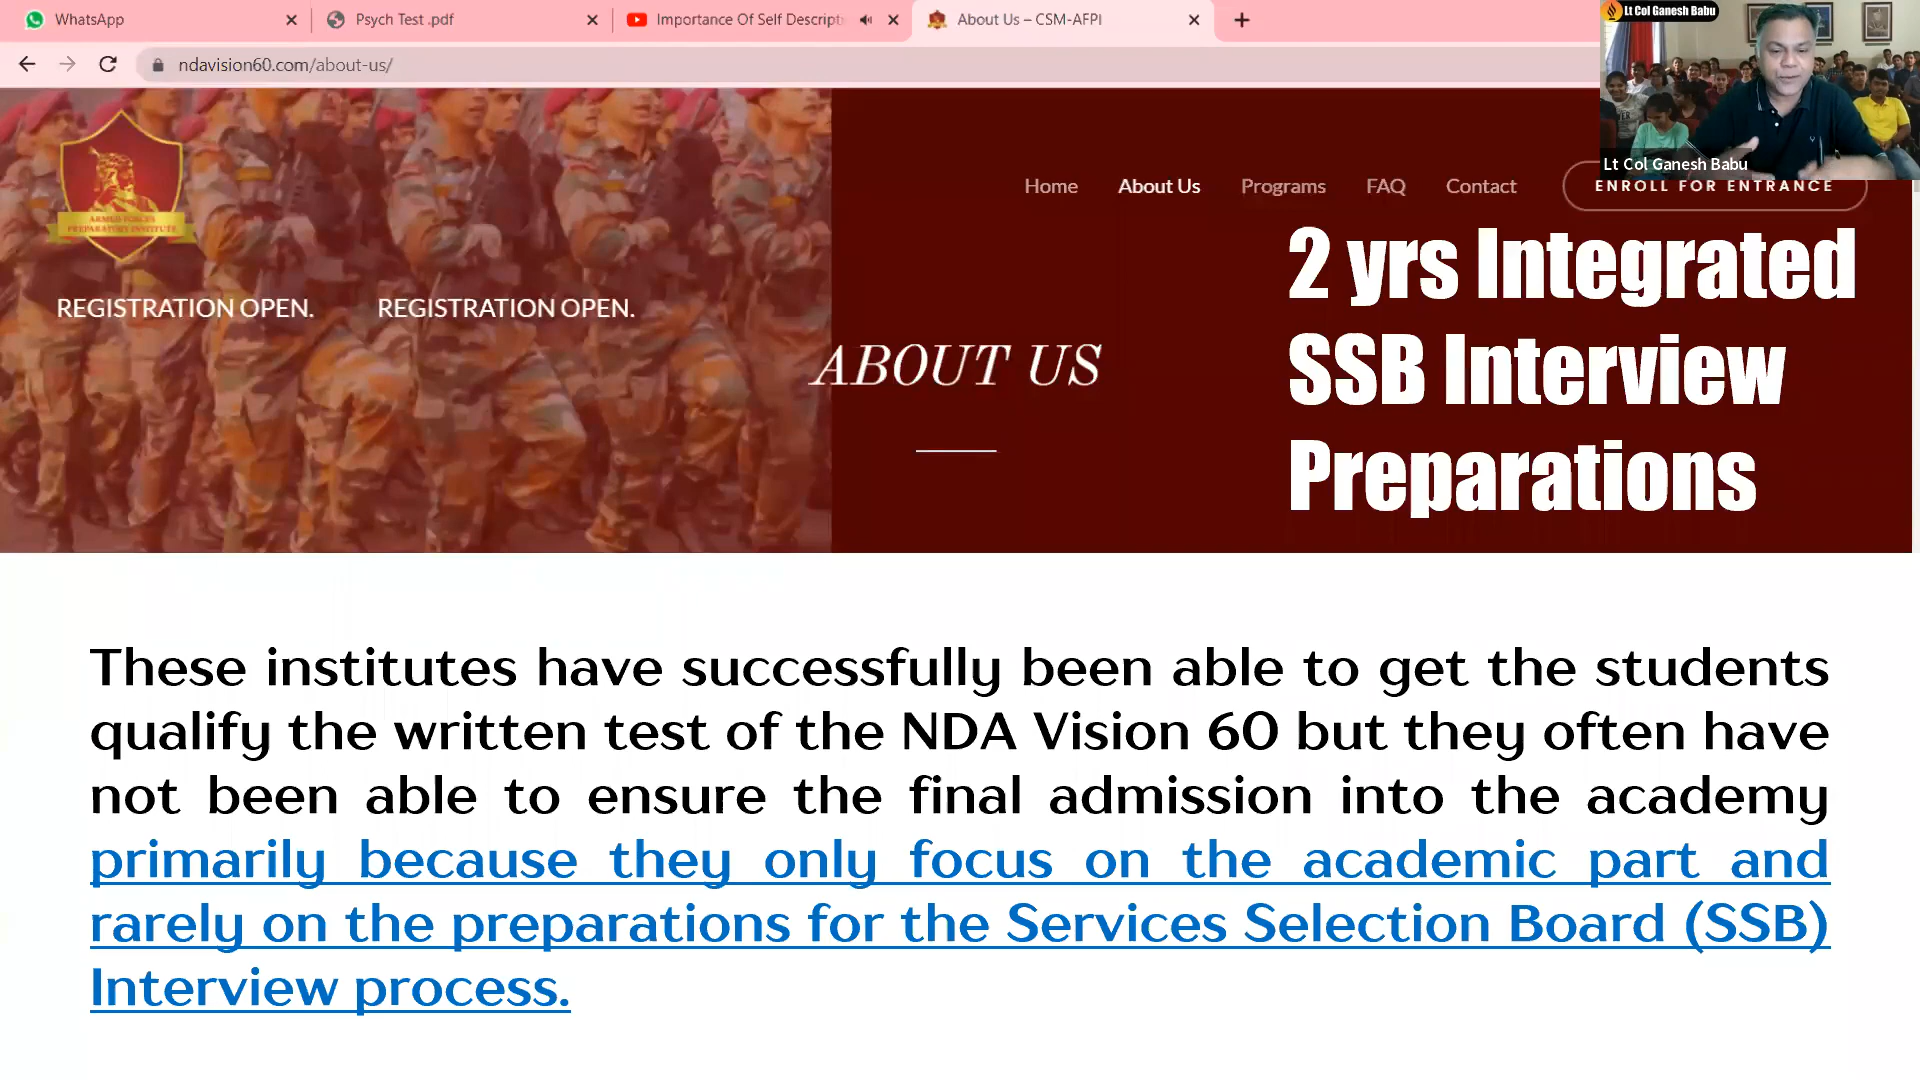 WhatsApp
Psych Test .pdf
Importance Of Self Descript
About Us – CSM-AFPI
ndavision60.com/about-us/
Lt Col Ganesh Babu
Lt Col Ganesh Babu
ARMED FORCES
PREPARATORY INSTITUTE
Home About Us Programs FAQ Contact ENROLL FOR ENTRANCE
REGISTRATION OPEN. REGISTRATION OPEN.
ABOUT US
2 yrs Integrated
SSB Interview
Preparations
These institutes have successfully been able to get the students
qualify the written test of the NDA Vision 60 but they often have
not been able to ensure the final admission into the academy
primarily because they only focus on the academic part and
rarely on the preparations for the Services Selection Board (SSB)
Interview process.